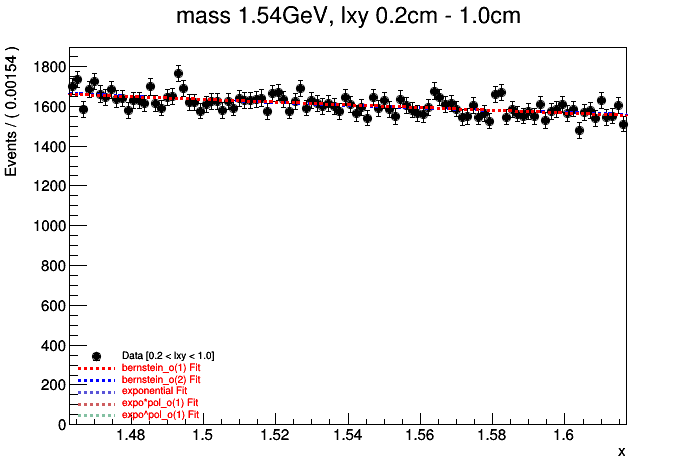 mass 1.54GeV, lxy 0.2cm - 1.0cm
Events / ( 0.00154 )
1800
1600
1400
1200
1000
800
600
400
200
0
Data [0.2 < lxy < 1.0]
bernstein_o(1) Fit
bernstein_o(2) Fit
exponential Fit
expo*pol_o(1) Fit
expo^pol_o(1) Fit
1.48 1.5 1.52 1.54 1.56 1.58 1.6
x